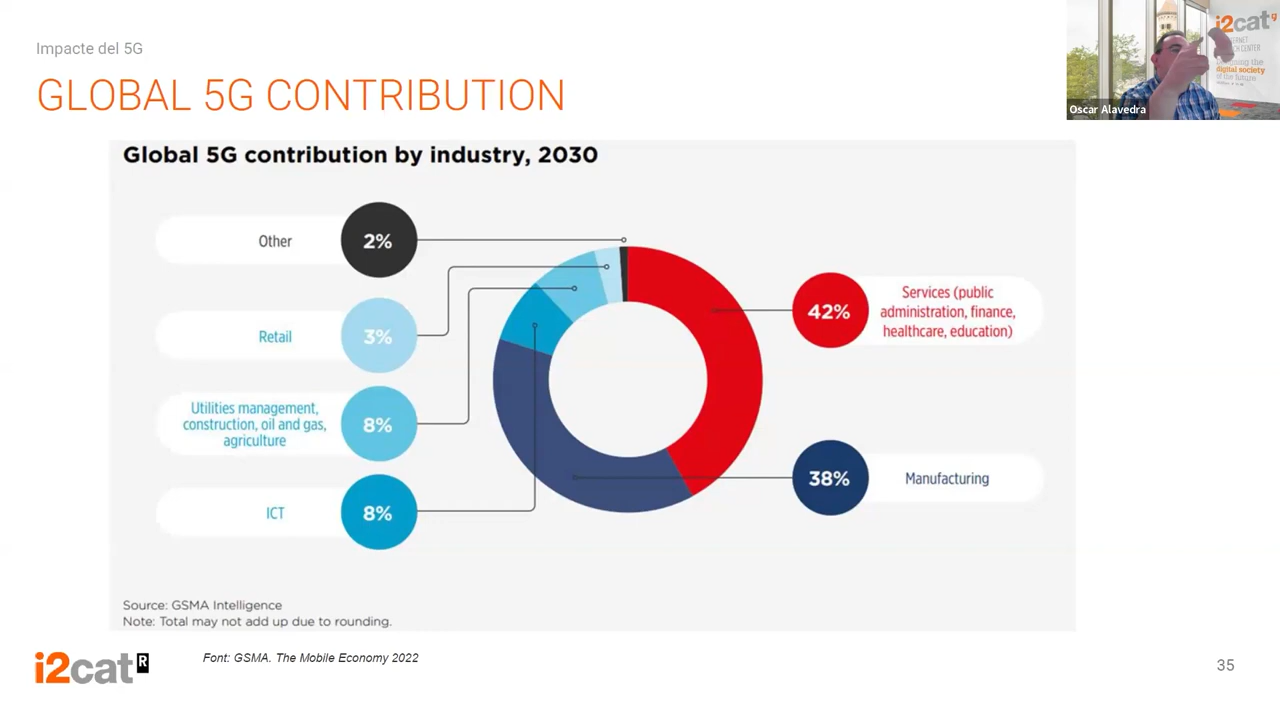 Impacte del 5G
GLOBAL 5G CONTRIBUTION
i2cat
digital society
of the future
Oscar Alavedra
Global 5G contribution by industry, 2030
Other
2%
Retail
3%
Utilities management,
construction, oil and gas,
agriculture
8%
ICT
8%
42%
Services (public
administration, finance,
healthcare, education)
38%
Manufacturing
Source: GSMA Intelligence
Note: Total may not add up due to rounding.
i2cat R
Font: GSMA. The Mobile Economy 2022
35